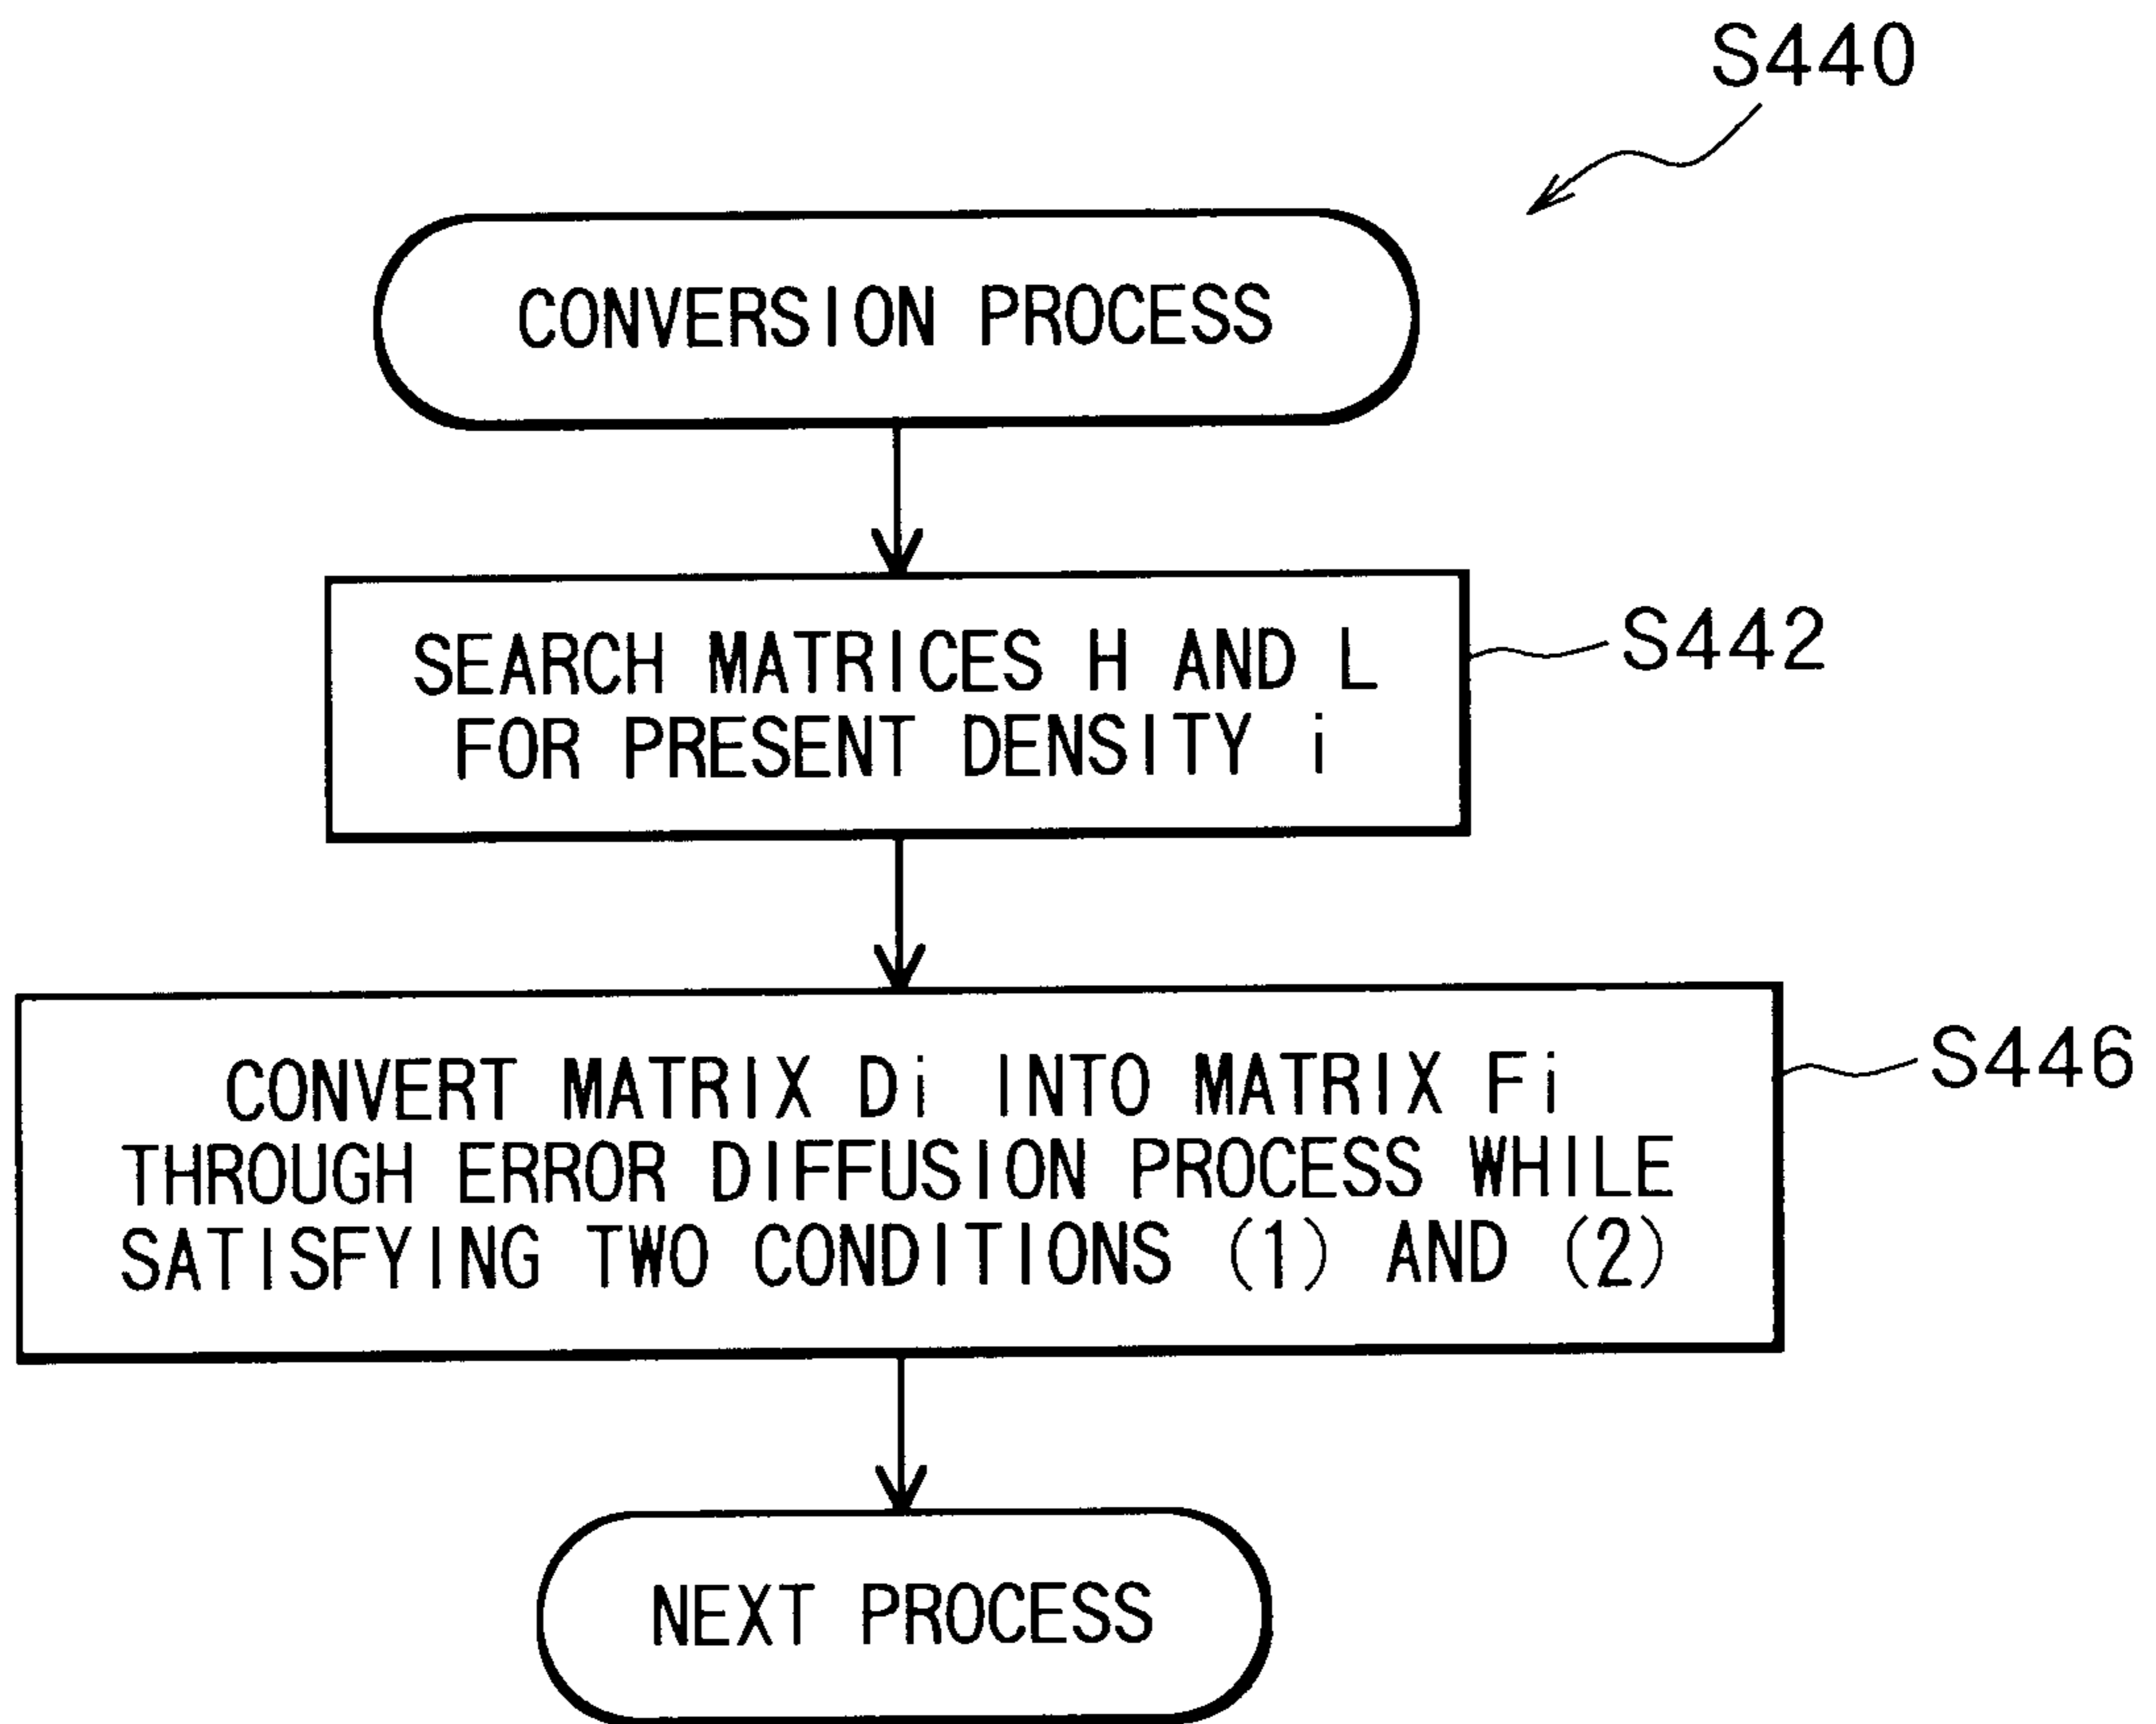 S440
CONVERSION PROCESS
SEARCH MATRICES H AND L
FOR PRESENT DENSITY i
S442
CONVERT MATRIX Di INTO MATRIX Fi
THROUGH ERROR DIFFUSION PROCESS WHILE
SATISFYING TWO CONDITIONS (1) AND (2)
S446
NEXT PROCESS